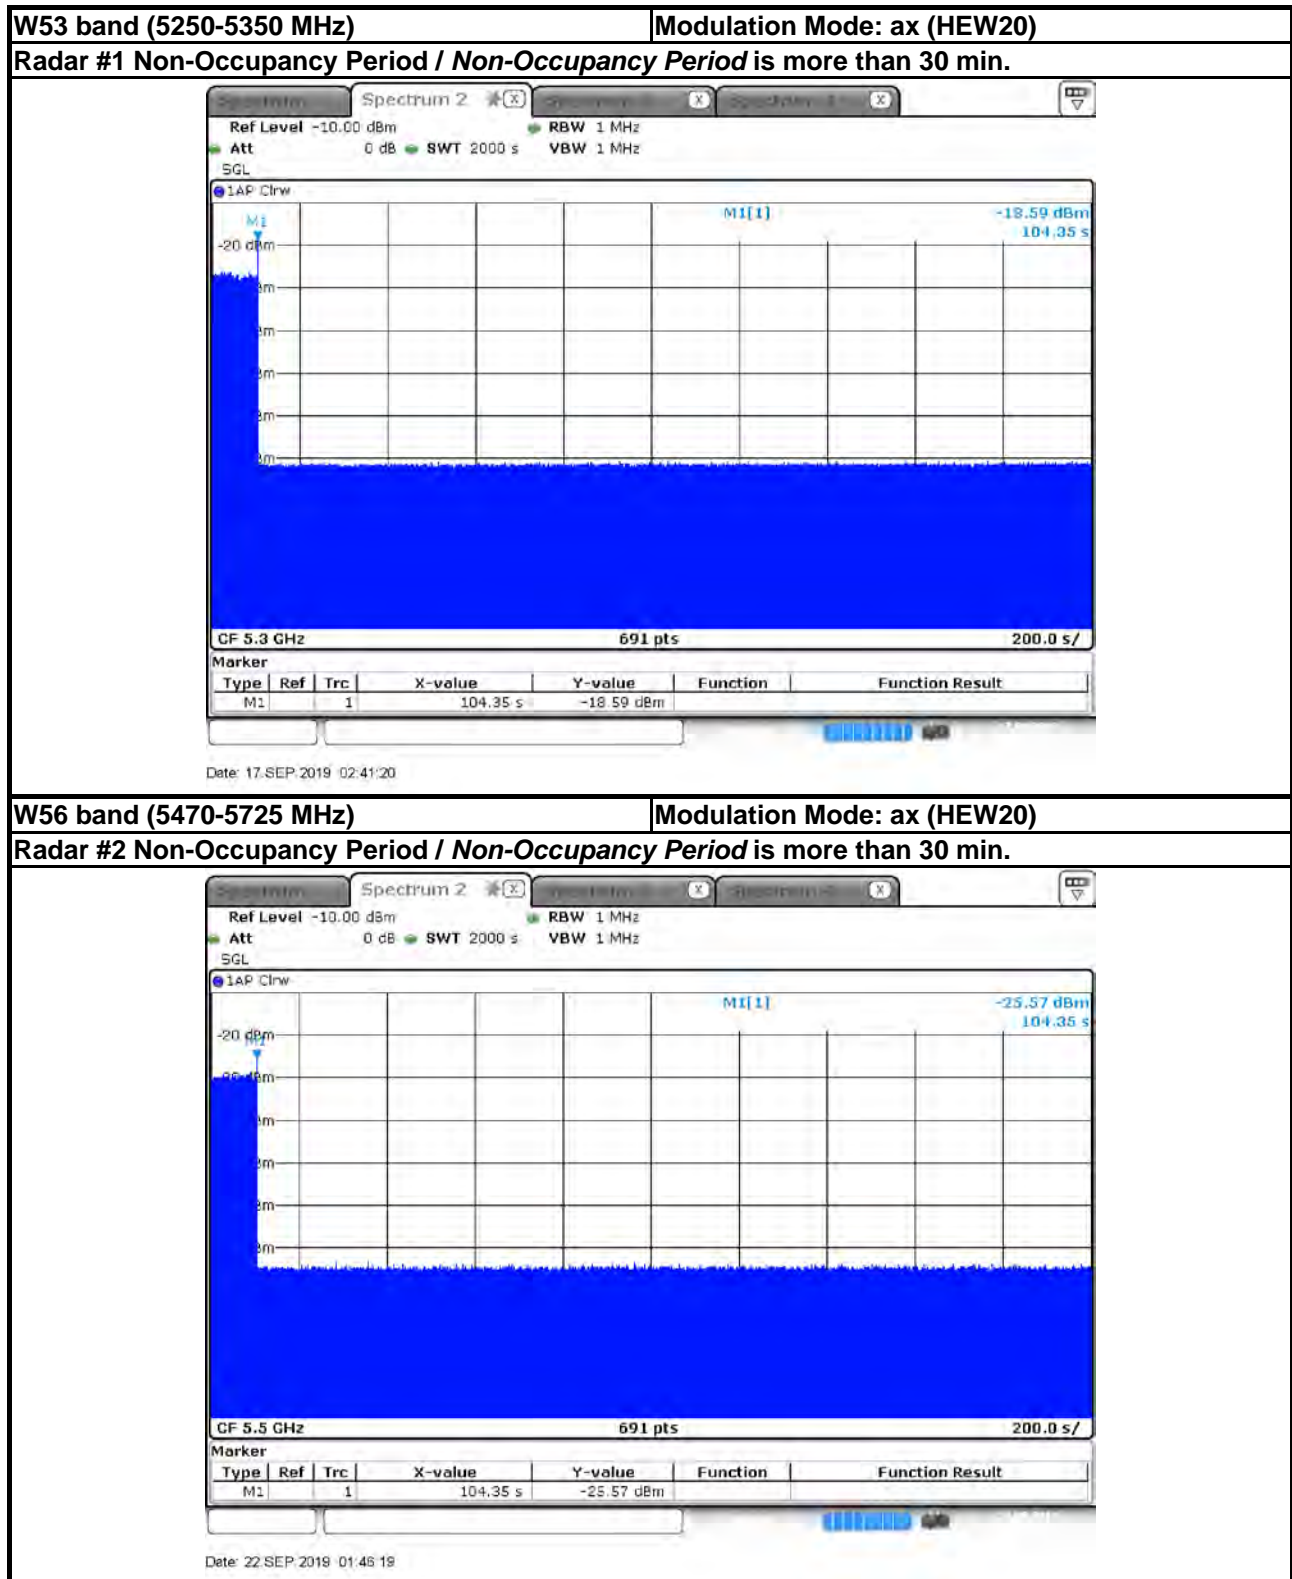 W53 band (5250-5350 MHz) Modulation Mode: ax (HEW20)
Radar #1 Non-Occupancy Period / Non-Occupancy Period is more than 30 min.
Spectrum 2 X X X
Ref Level -10.00 dBm RBW 1 MHz
Att 0 dB SWT 2000 s VBW 1 MHz
SGL
1AP Clrw
M1[1] -18.59 dBm
104.35 s
M1
-20 dBm
CF 5.3 GHz 691 pts 200.0 s/
Marker
Type Ref Trc X-value Y-value Function Function Result
M1 1 104.35 s -18.59 dBm
Date: 17.SEP.2019 02:41:20
W56 band (5470-5725 MHz) Modulation Mode: ax (HEW20)
Radar #2 Non-Occupancy Period / Non-Occupancy Period is more than 30 min.
Spectrum 2 X X X
Ref Level -10.00 dBm RBW 1 MHz
Att 0 dB SWT 2000 s VBW 1 MHz
SGL
1AP Clrw
M1[1] -25.57 dBm
104.35 s
-20 dBm
M1
CF 5.5 GHz 691 pts 200.0 s/
Marker
Type Ref Trc X-value Y-value Function Function Result
M1 1 104.35 s -25.57 dBm
Date: 22.SEP.2019 01:46:19